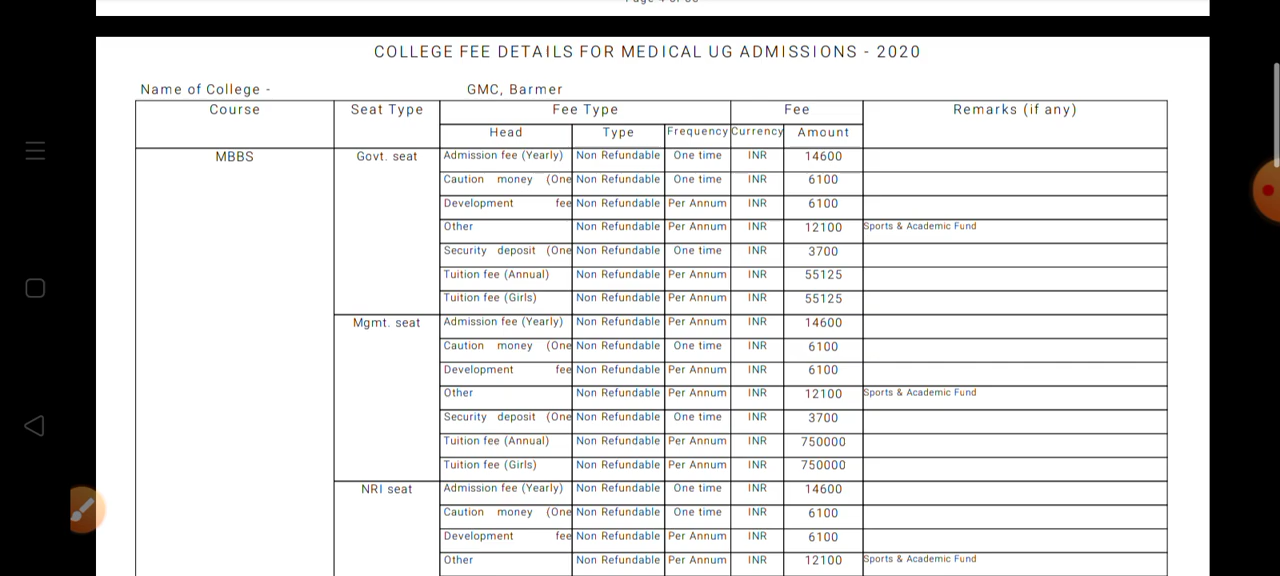 COLLEGE FEE DETAILS FOR MEDICAL UG ADMISSIONS - 2020
Name of College - GMC, Barmer
Course Seat Type Fee Type Fee Remarks (if any)
Head Type Frequency Currency Amount
MBBS Govt. seat Admission fee (Yearly) Non Refundable One time INR 14600
Caution money (One Non Refundable One time INR 6100
Development fee Non Refundable Per Annum INR 6100
Other Non Refundable Per Annum INR 12100 Sports & Academic Fund
Security deposit (One Non Refundable One time INR 3700
Tuition fee (Annual) Non Refundable Per Annum INR 55125
Tuition fee (Girls) Non Refundable Per Annum INR 55125
Mgmt. seat Admission fee (Yearly) Non Refundable Per Annum INR 14600
Caution money (One Non Refundable One time INR 6100
Development fee Non Refundable Per Annum INR 6100
Other Non Refundable Per Annum INR 12100 Sports & Academic Fund
Security deposit (One Non Refundable One time INR 3700
Tuition fee (Annual) Non Refundable Per Annum INR 750000
Tuition fee (Girls) Non Refundable Per Annum INR 750000
NRI seat Admission fee (Yearly) Non Refundable One time INR 14600
Caution money (One Non Refundable One time INR 6100
Development fee Non Refundable Per Annum INR 6100
Other Non Refundable Per Annum INR 12100 Sports & Academic Fund